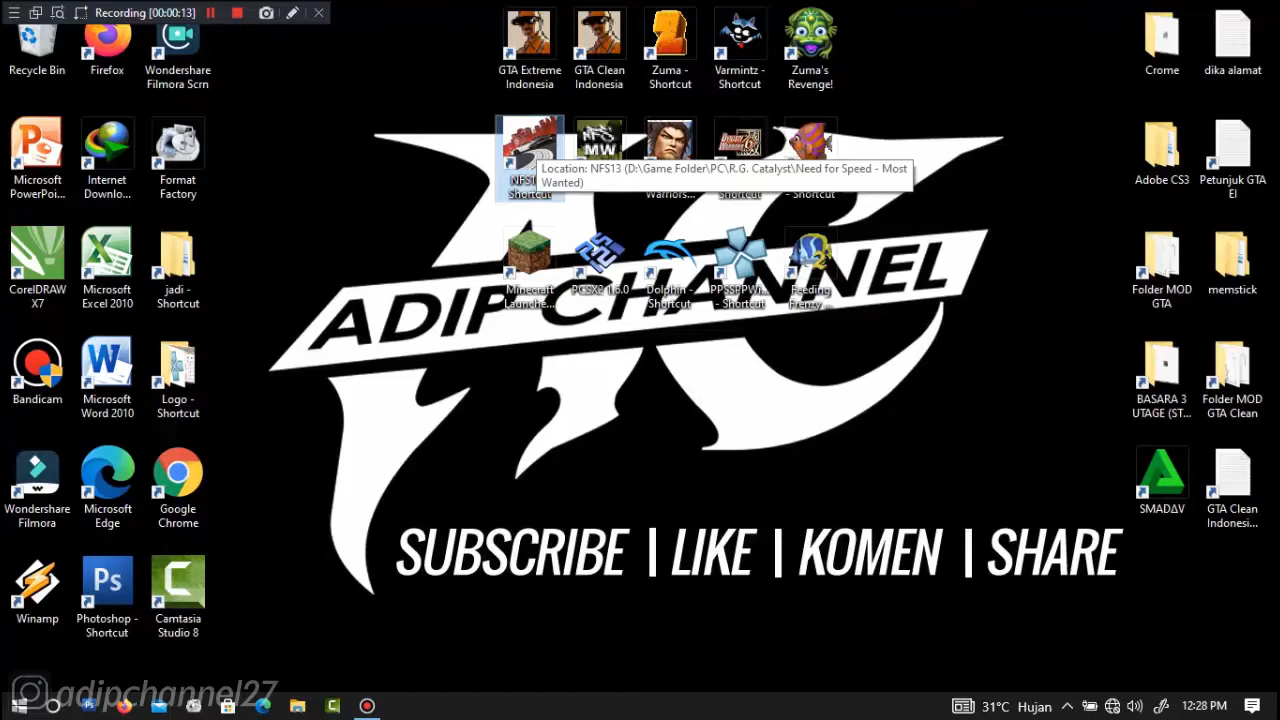 Recording [00:00:13]
Recycle Bin
Firefox
Wondershare
Filmora Scrn
GTA Extreme
Indonesia
GTA Clean
Indonesia
Zuma -
Shortcut
Varmintz -
Shortcut
Zuma's
Revenge!
Crome
dika alamat
Microsoft
PowerPoi...
Internet
Downlo...
Format
Factory
NFS
MW
Location: NFS13 (D:\Game Folder\PC\R.G. Catalyst\Need for Speed - Most
Wanted)
Shortcut
Warriors...
Shortcut
- Shortcut
Adobe CS3
Petunjuk GTA
EI
CorelDRAW
X7
Microsoft
Excel 2010
jadi -
Shortcut
Minecraft
Launche...
PCSX2 1.6.0
Dolphin -
Shortcut
PPSSPPWi...
- Shortcut
Feeding
Frenzy ...
Folder MOD
GTA
memstick
ADIP CHANNEL
Bandicam
Microsoft
Word 2010
Logo -
Shortcut
BASARA 3
UTAGE (ST...
Folder MOD
GTA Clean
Wondershare
Filmora
Microsoft
Edge
Google
Chrome
SMADΔV
GTA Clean
Indonesi...
SUBSCRIBE | LIKE | KOMEN | SHARE
Winamp
Photoshop -
Shortcut
Camtasia
Studio 8
adipchannel27
31°C Hujan
12:28 PM